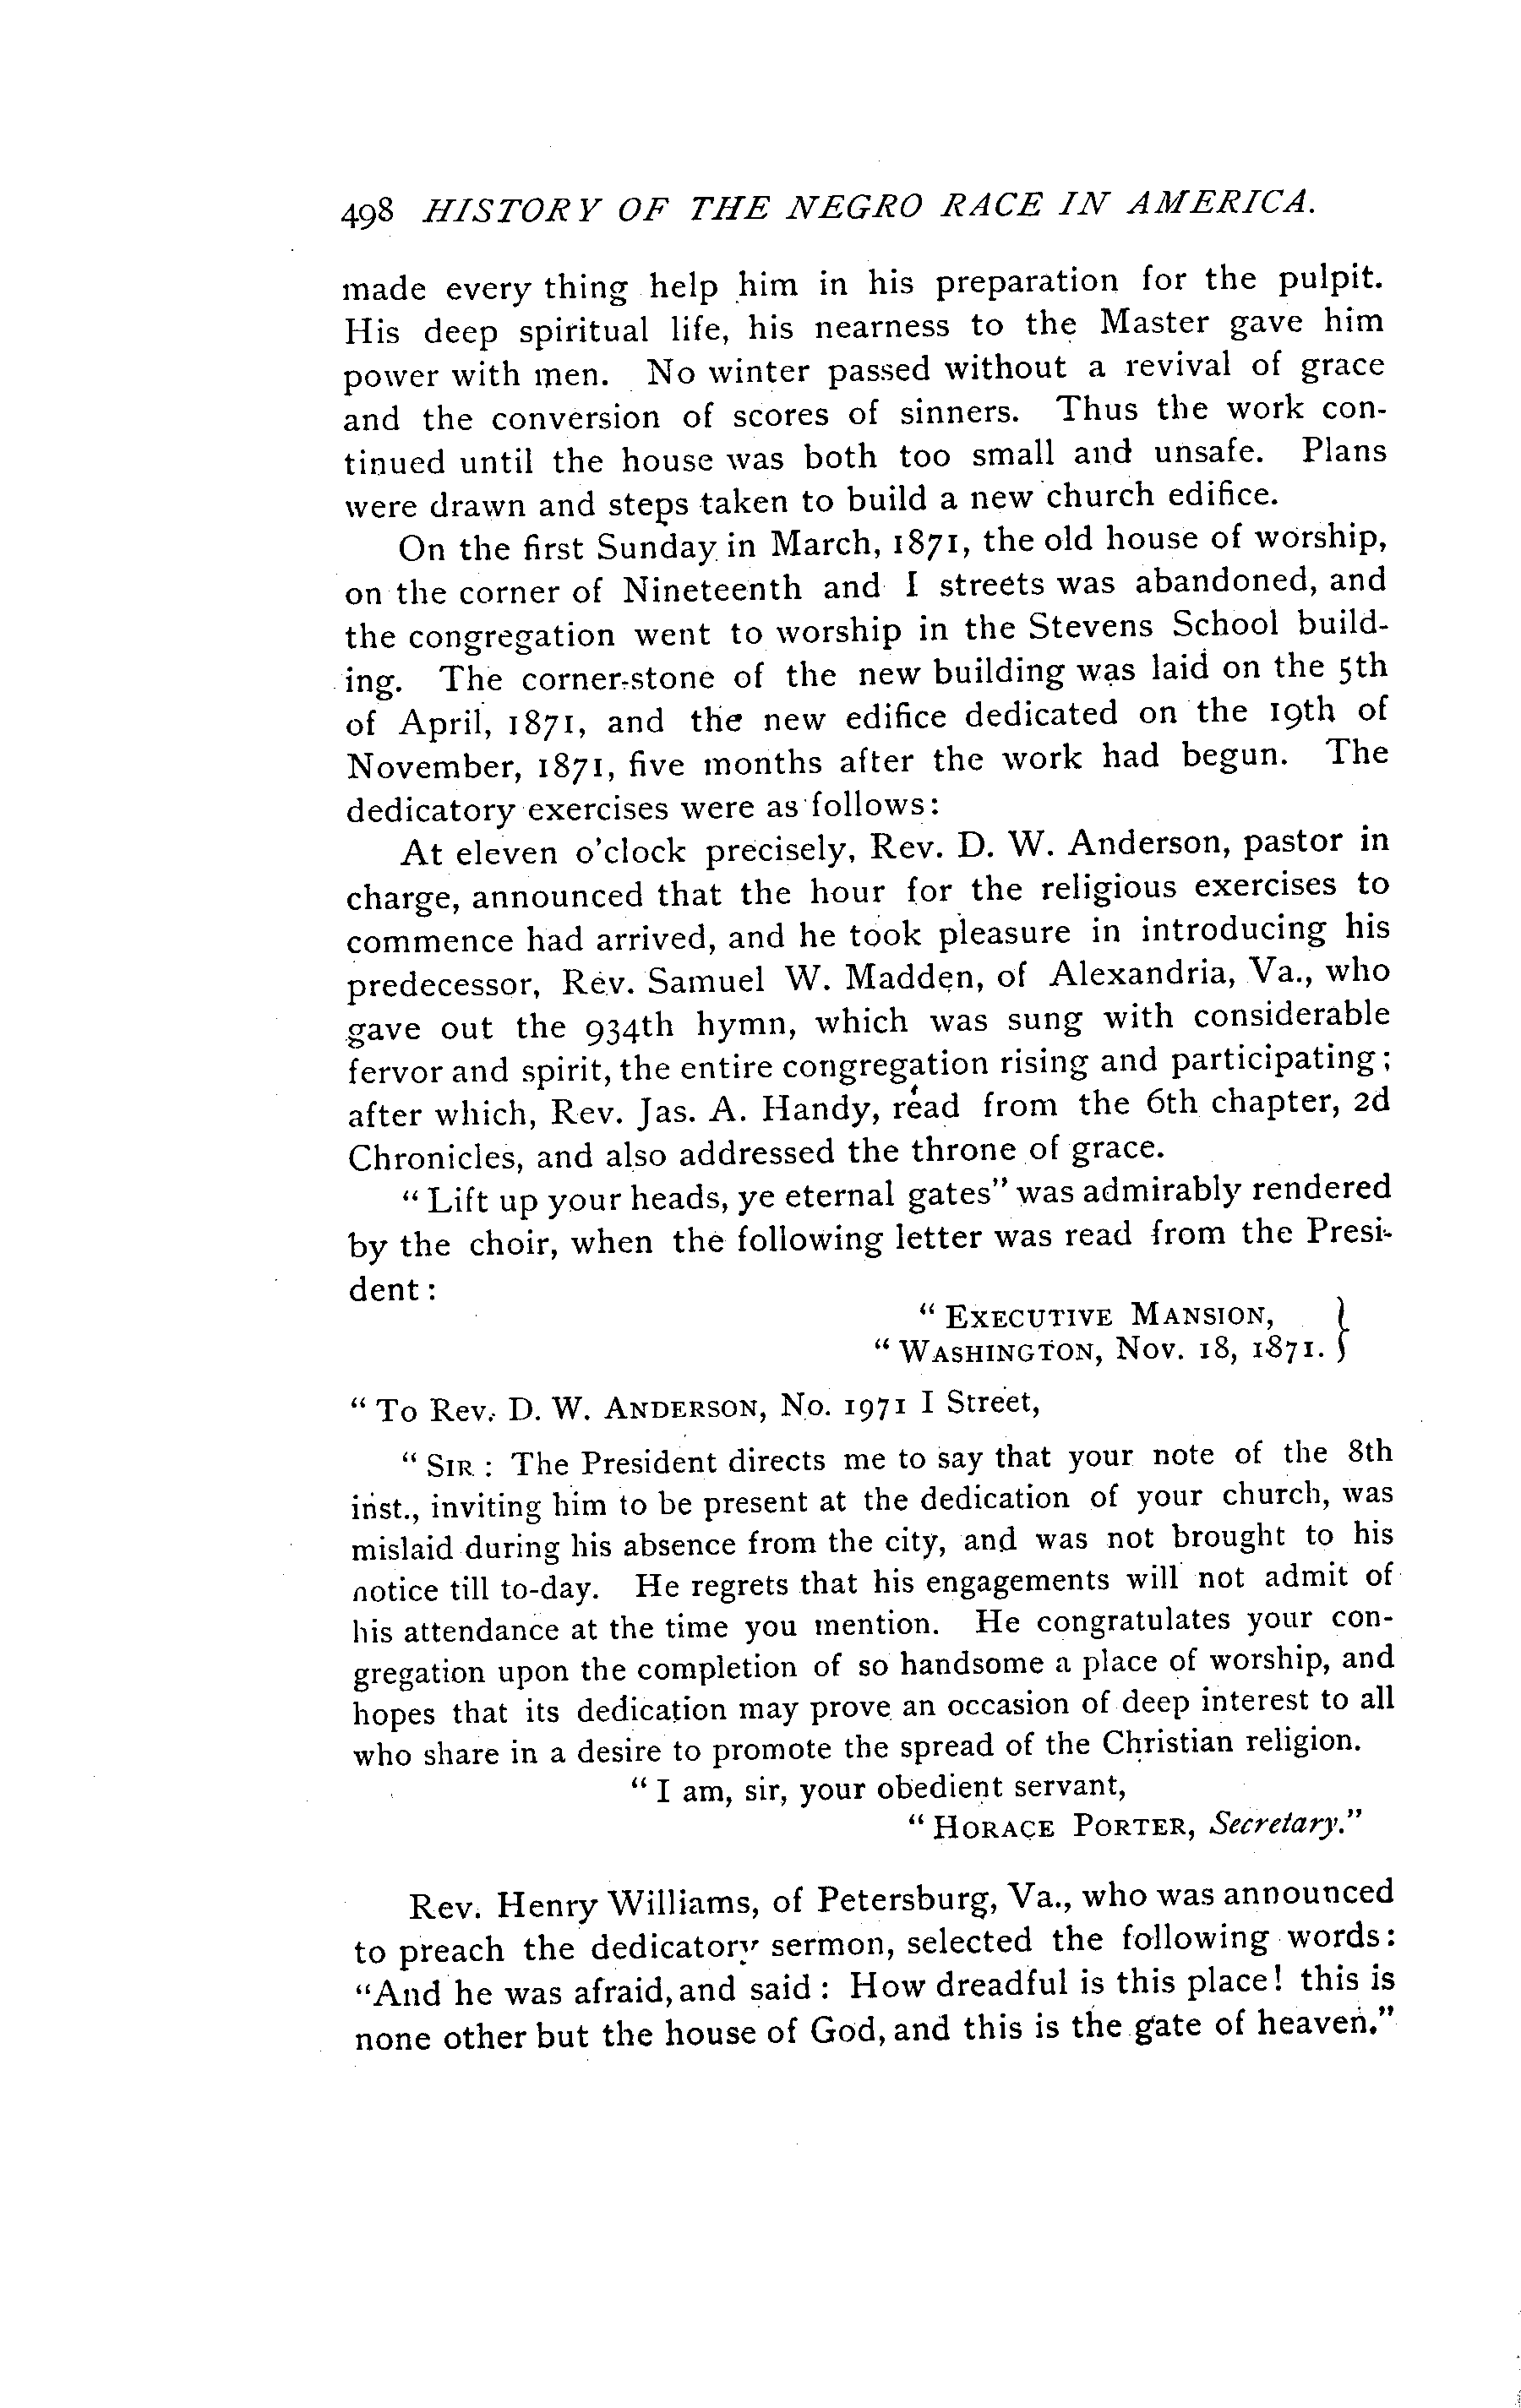 498 HISTORY OF THE NEGRO RACE IN AMERICA.
made every thing help him in his preparation for the pulpit.
His deep spiritual life, his nearness to the Master gave him
power with men. No winter passed without a revival of grace
and the conversion of scores of sinners. Thus the work con-
tinued until the house was both too small and unsafe. Plans
were drawn and steps taken to build a new church edifice.
On the first Sunday in March, 1871, the old house of worship,
on the corner of Nineteenth and I streets was abandoned, and
the congregation went to worship in the Stevens School build-
ing. The corner-stone of the new building was laid on the 5th
of April, 1871, and the new edifice dedicated on the 19th of
November, 1871, five months after the work had begun. The
dedicatory exercises were as follows:
At eleven o'clock precisely, Rev. D. W. Anderson, pastor in
charge, announced that the hour for the religious exercises to
commence had arrived, and he took pleasure in introducing his
predecessor, Rev. Samuel W. Madden, of Alexandria, Va., who
gave out the 934th hymn, which was sung with considerable
fervor and spirit, the entire congregation rising and participating;
after which, Rev. Jas. A. Handy, read from the 6th chapter, 2d
Chronicles, and also addressed the throne of grace.
"Lift up your heads, ye eternal gates" was admirably rendered
by the choir, when the following letter was read from the Presi-
dent:
"EXECUTIVE MANSION, }
"WASHINGTON, Nov. 18, 1871. }
"To Rev. D. W. ANDERSON, No. 1971 I Street,
"SIR: The President directs me to say that your note of the 8th
inst., inviting him to be present at the dedication of your church, was
mislaid during his absence from the city, and was not brought to his
notice till to-day. He regrets that his engagements will not admit of
his attendance at the time you mention. He congratulates your con-
gregation upon the completion of so handsome a place of worship, and
hopes that its dedication may prove an occasion of deep interest to all
who share in a desire to promote the spread of the Christian religion.
"I am, sir, your obedient servant,
"HORACE PORTER, Secretary."
Rev. Henry Williams, of Petersburg, Va., who was announced
to preach the dedicatory sermon, selected the following words:
"And he was afraid, and said: How dreadful is this place! this is
none other but the house of God, and this is the gate of heaven."